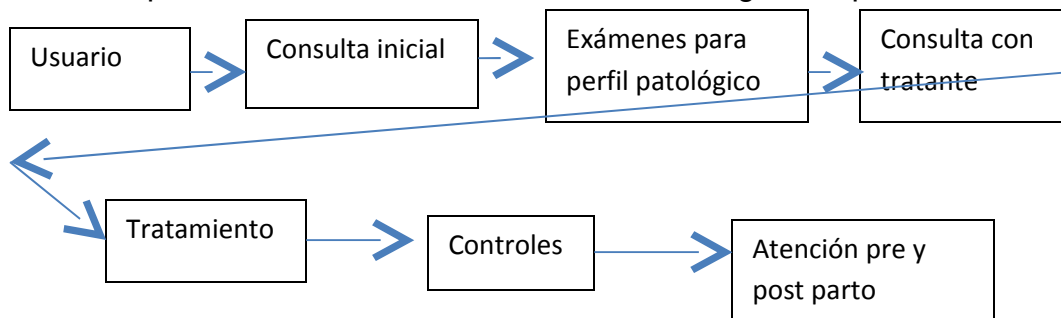 Usuario
Consulta inicial
Exámenes para
perfil patológico
Consulta con
tratante
Tratamiento
Controles
Atención pre y
post parto